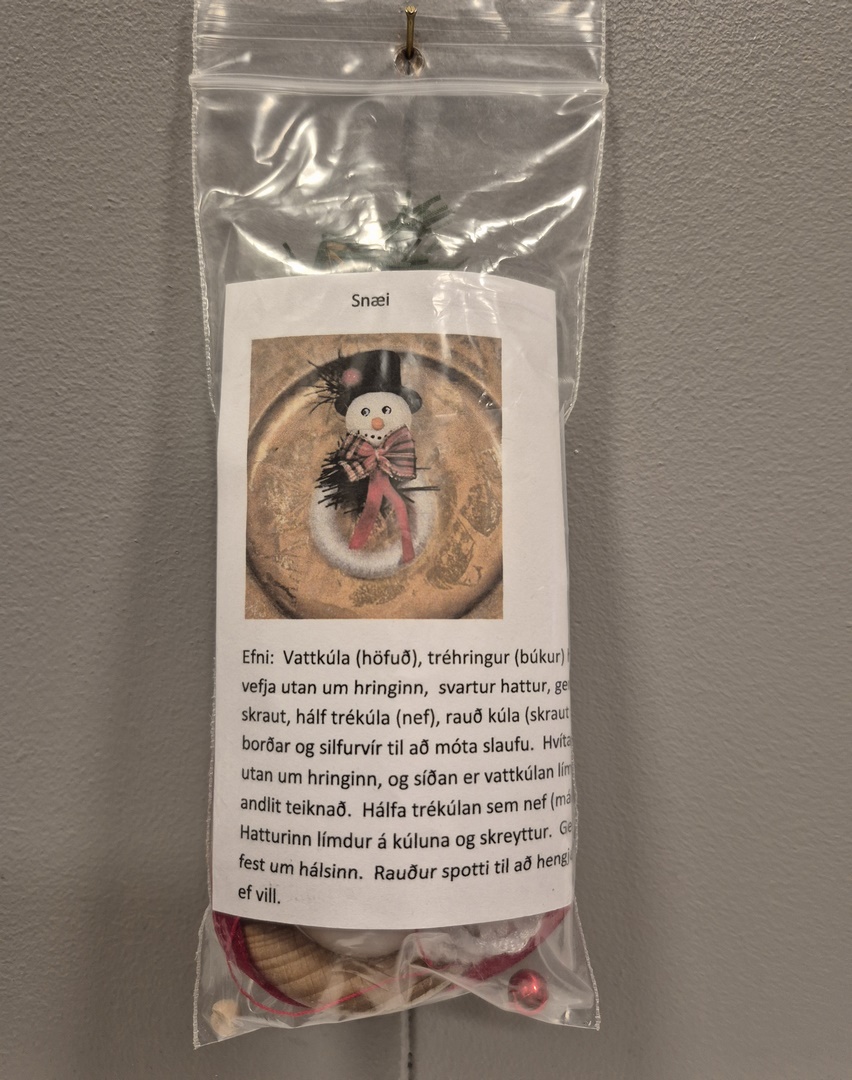 Snæi
Efni: Vattkúla (höfuð), tréhringur (búkur)
vefja utan um hringinn, svartur hattur,
skraut, hálf trékúla (nef), rauð kúla (skraut
borðar og silfurvír til að móta slaufu.
utan um hringinn, og síðan er vattkúlan
andlit teiknað. Hálfa trékúlan sem nef
Hatturinn límdur á kúluna og skreyttur.
fest um hálsinn. Rauður spotti til að
ef vill.